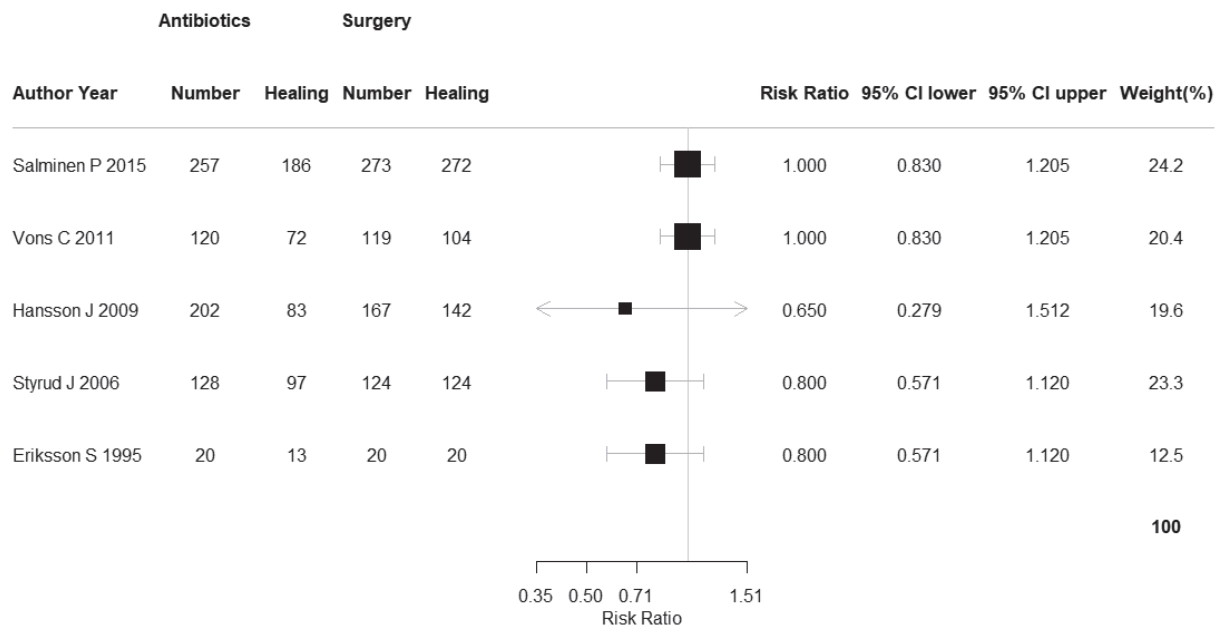 Antibiotics Surgery
Author Year Number Healing Number Healing Risk Ratio 95% CI lower 95% CI upper Weight(%)
Salminen P 2015 257 186 273 272 1.000 0.830 1.205 24.2
Vons C 2011 120 72 119 104 1.000 0.830 1.205 20.4
Hansson J 2009 202 83 167 142 0.650 0.279 1.512 19.6
Styrud J 2006 128 97 124 124 0.800 0.571 1.120 23.3
Eriksson S 1995 20 13 20 20 0.800 0.571 1.120 12.5
100
0.35 0.50 0.71 1.51
Risk Ratio